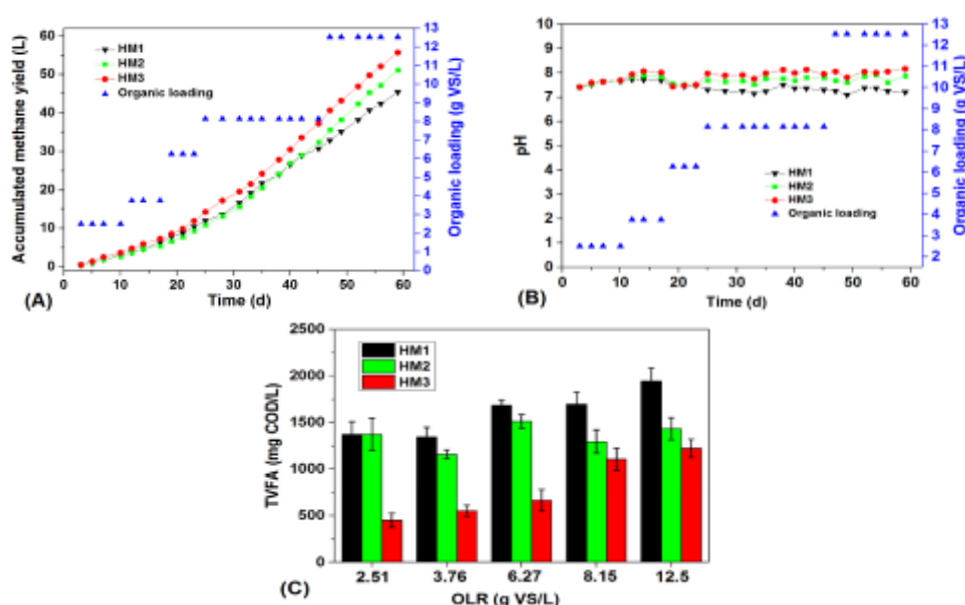 Accumulated methane yield (L)
60
50
40
30
20
10
0
HM1
HM2
HM3
Organic loading
13
12
11
10
9
8
7
6
5
4
3
2
1
0
Organic loading (g VS/L)
0 10 20 30 40 50 60
(A)
Time (d)
pH
10
9
8
7
6
5
4
3
2
1
0
HM1
HM2
HM3
Organic loading
13
12
11
10
9
8
7
6
5
4
3
2
Organic loading (g VS/L)
0 10 20 30 40 50 60
(B)
Time (d)
TVFA (mg COD/L)
2500
2000
1500
1000
500
0
HM1
HM2
HM3
2.51 3.76 6.27 8.15 12.5
(C)
OLR (g VS/L)